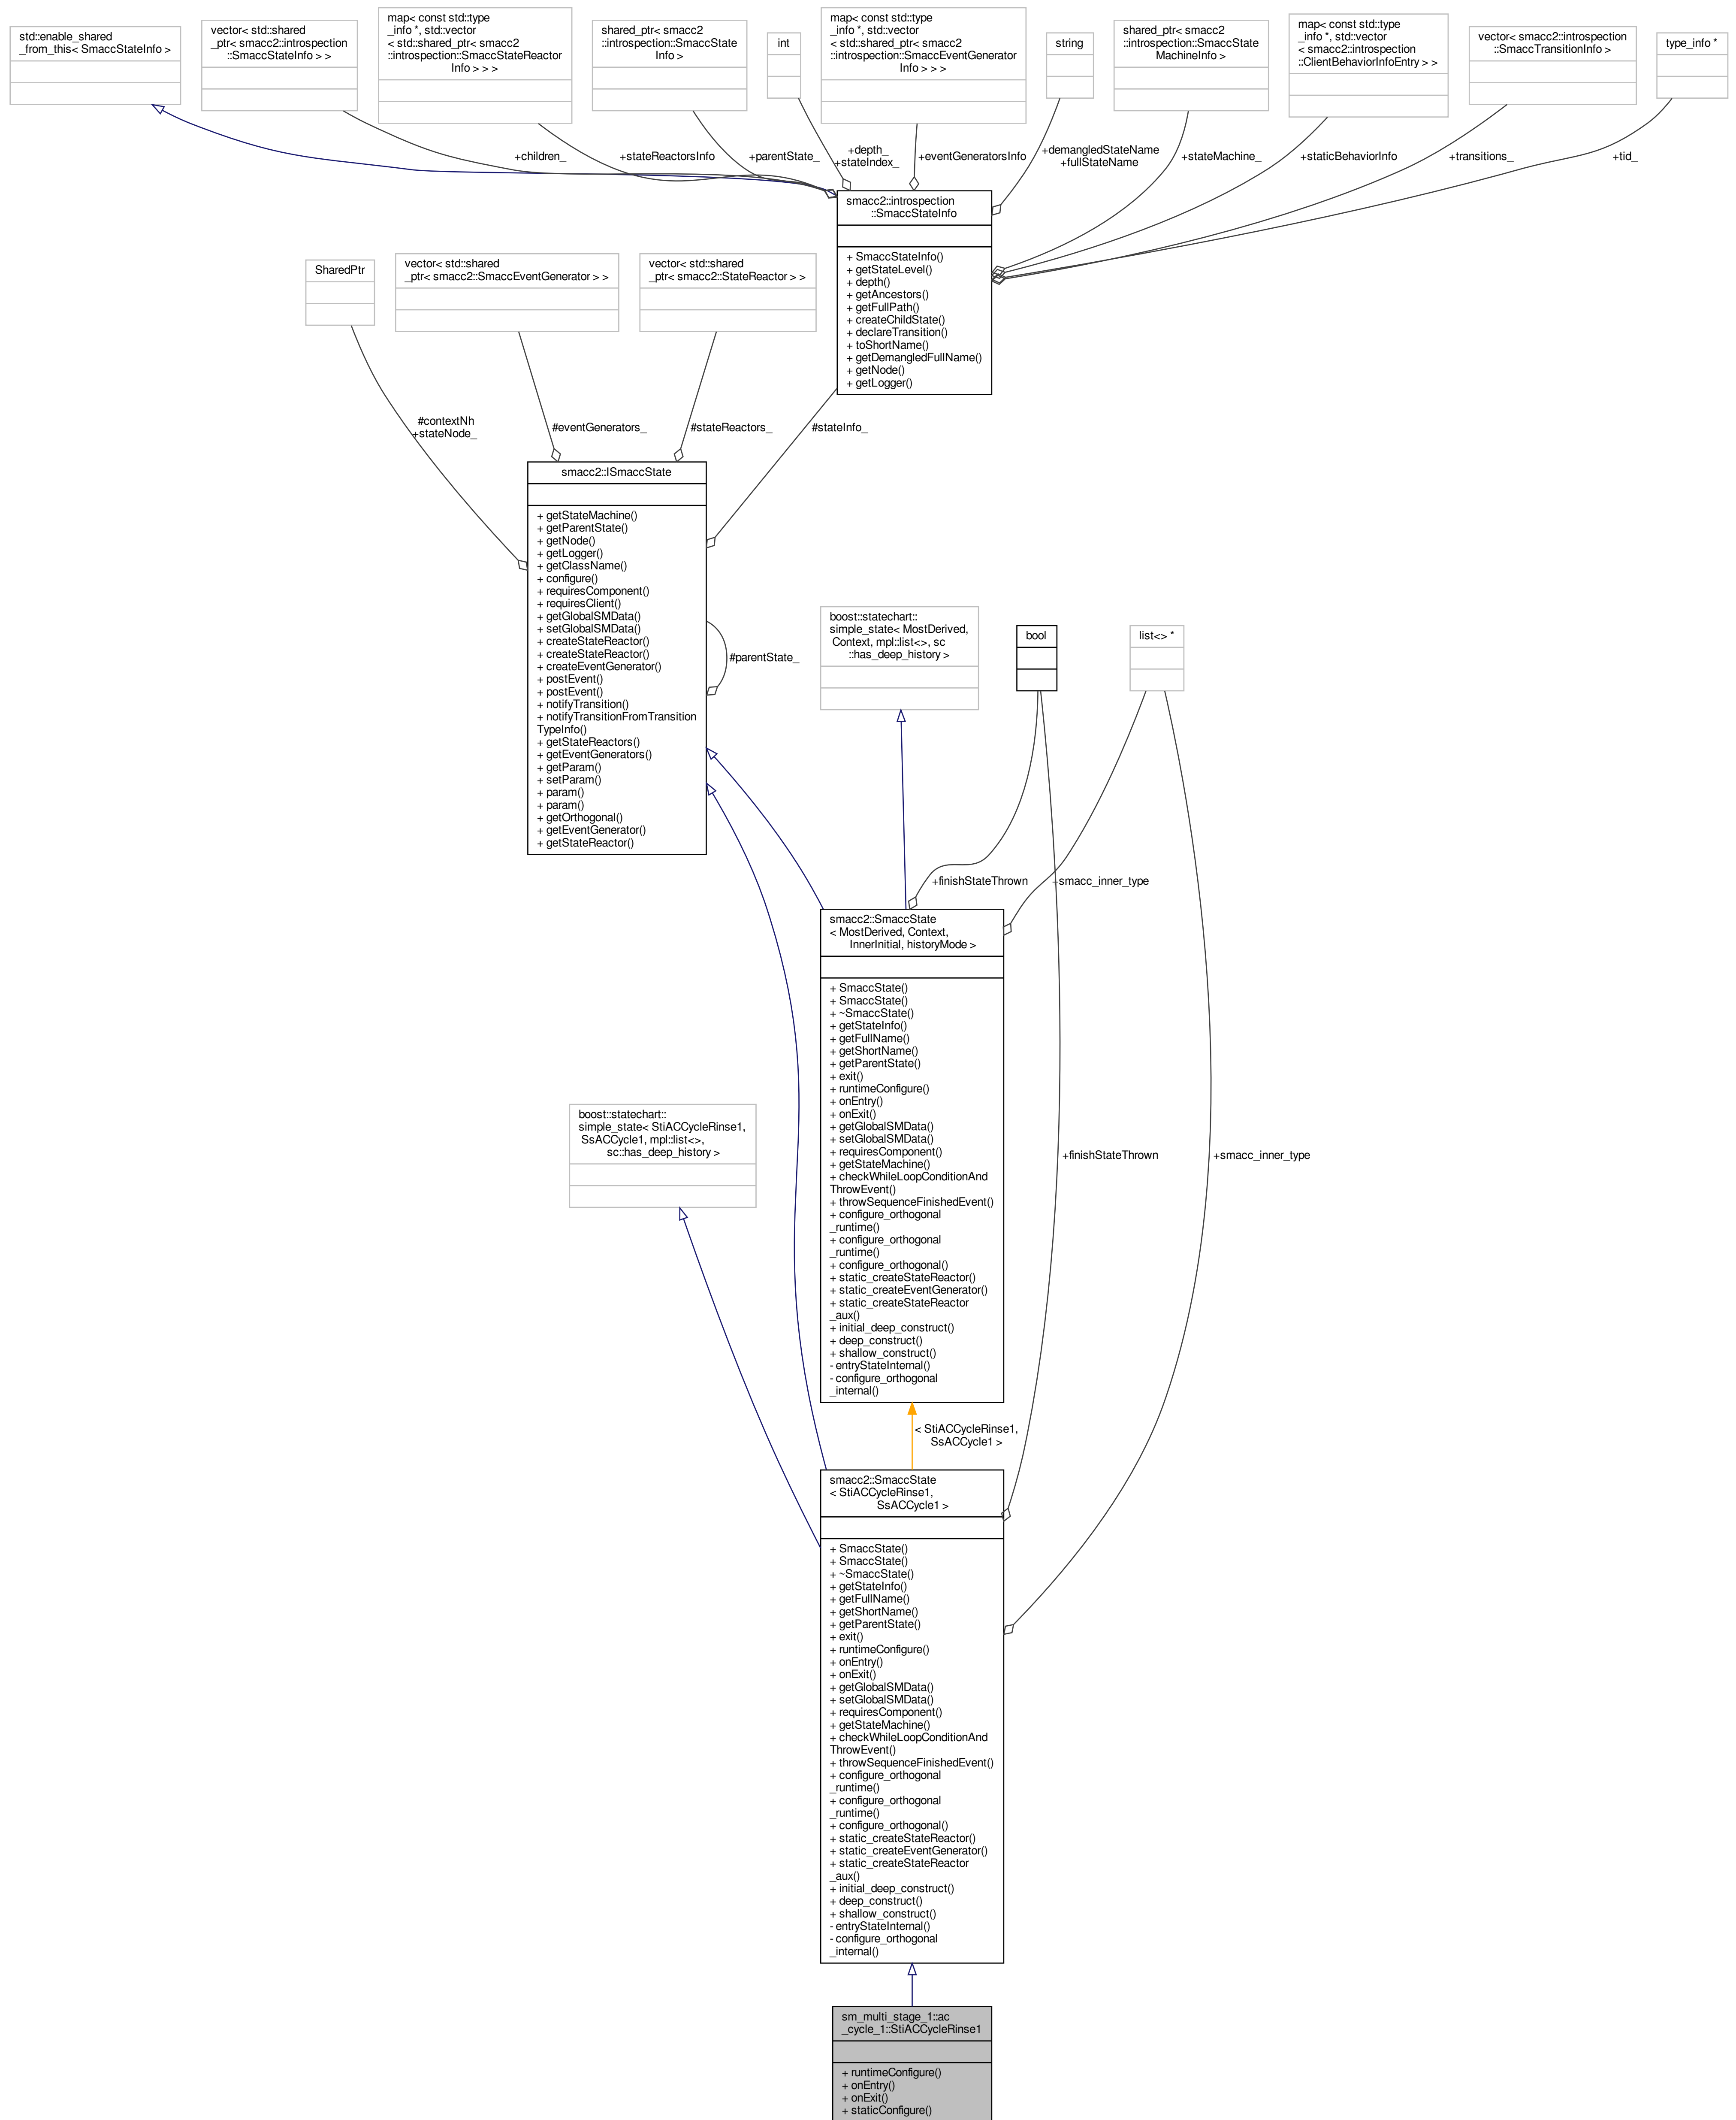 std::enable_shared
_from_this< SmaccStateInfo >
vector< std::shared
_ptr< smacc2::introspection
::SmaccStateInfo > >
map< const std::type
_info *, std::vector
< std::shared_ptr< smacc2
::introspection::SmaccStateReactor
Info > > >
shared_ptr< smacc2
::introspection::SmaccState
Info >
int
map< const std::type
_info *, std::vector
< std::shared_ptr< smacc2
::introspection::SmaccEventGenerator
Info > > >
string
shared_ptr< smacc2
::introspection::SmaccState
MachineInfo >
map< const std::type
_info *, std::vector
< smacc2::introspection
::ClientBehaviorInfoEntry > >
vector< smacc2::introspection
::SmaccTransitionInfo >
type_info *
+children_
+stateReactorsInfo
+parentState_
+depth_
+stateIndex_
+eventGeneratorsInfo
+demangledStateName
+fullStateName
+stateMachine_
+staticBehaviorInfo
+transitions_
+tid_
smacc2::introspection
::SmaccStateInfo
+ SmaccStateInfo()
+ getStateLevel()
+ depth()
+ getAncestors()
+ getFullPath()
+ createChildState()
+ declareTransition()
+ toShortName()
+ getDemangledFullName()
+ getNode()
+ getLogger()
SharedPtr
vector< std::shared
_ptr< smacc2::SmaccEventGenerator > >
vector< std::shared
_ptr< smacc2::StateReactor > >
#contextNh
+stateNode_
#eventGenerators_
#stateReactors_
#stateInfo_
smacc2::ISmaccState
+ getStateMachine()
+ getParentState()
+ getNode()
+ getLogger()
+ getClassName()
+ configure()
+ requiresComponent()
+ requiresClient()
+ getGlobalSMData()
+ setGlobalSMData()
+ createStateReactor()
+ createStateReactor()
+ createEventGenerator()
+ postEvent()
+ postEvent()
+ notifyTransition()
+ notifyTransitionFromTransition
TypeInfo()
+ getStateReactors()
+ getEventGenerators()
+ getParam()
+ setParam()
+ param()
+ param()
+ getOrthogonal()
+ getEventGenerator()
+ getStateReactor()
#parentState_
boost::statechart::
simple_state< MostDerived,
Context, mpl::list<>, sc
::has_deep_history >
bool
list<> *
+finishStateThrown
+smacc_inner_type
smacc2::SmaccState
< MostDerived, Context,
InnerInitial, historyMode >
+ SmaccState()
+ SmaccState()
+ ~SmaccState()
+ getStateInfo()
+ getFullName()
+ getShortName()
+ getParentState()
+ exit()
+ runtimeConfigure()
+ onEntry()
+ onExit()
+ getGlobalSMData()
+ setGlobalSMData()
+ requiresComponent()
+ getStateMachine()
+ checkWhileLoopConditionAnd
ThrowEvent()
+ throwSequenceFinishedEvent()
+ configure_orthogonal
_runtime()
+ configure_orthogonal
_runtime()
+ configure_orthogonal()
+ static_createStateReactor()
+ static_createEventGenerator()
+ static_createStateReactor
_aux()
+ initial_deep_construct()
+ deep_construct()
+ shallow_construct()
- entryStateInternal()
- configure_orthogonal
_internal()
boost::statechart::
simple_state< StiACCycleRinse1,
SsACCycle1, mpl::list<>,
sc::has_deep_history >
+finishStateThrown
+smacc_inner_type
< StiACCycleRinse1,
SsACCycle1 >
smacc2::SmaccState
< StiACCycleRinse1,
SsACCycle1 >
+ SmaccState()
+ SmaccState()
+ ~SmaccState()
+ getStateInfo()
+ getFullName()
+ getShortName()
+ getParentState()
+ exit()
+ runtimeConfigure()
+ onEntry()
+ onExit()
+ getGlobalSMData()
+ setGlobalSMData()
+ requiresComponent()
+ getStateMachine()
+ checkWhileLoopConditionAnd
ThrowEvent()
+ throwSequenceFinishedEvent()
+ configure_orthogonal
_runtime()
+ configure_orthogonal
_runtime()
+ configure_orthogonal()
+ static_createStateReactor()
+ static_createEventGenerator()
+ static_createStateReactor
_aux()
+ initial_deep_construct()
+ deep_construct()
+ shallow_construct()
- entryStateInternal()
- configure_orthogonal
_internal()
sm_multi_stage_1::ac
_cycle_1::StiACCycleRinse1
+ runtimeConfigure()
+ onEntry()
+ onExit()
+ staticConfigure()